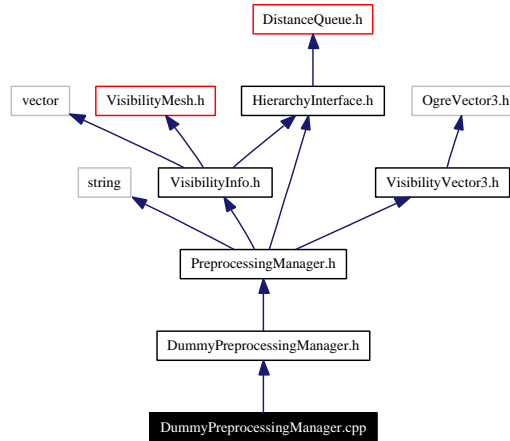 DistanceQueue.h
vector
VisibilityMesh.h
HierarchyInterface.h
OgreVector3.h
string
VisibilityInfo.h
VisibilityVector3.h
PreprocessingManager.h
DummyPreprocessingManager.h
DummyPreprocessingManager.cpp